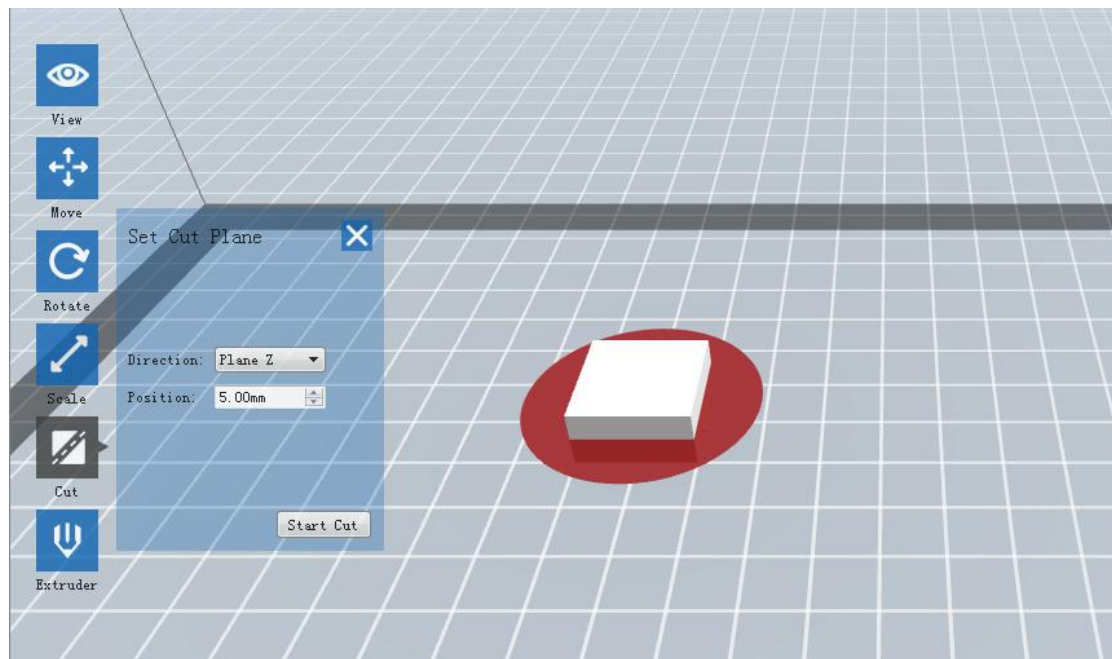 View
Move
Rotate
Scale
Cut
Extruder
Set Cut Plane
Direction: Plane Z
Position: 5.00mm
Start Cut